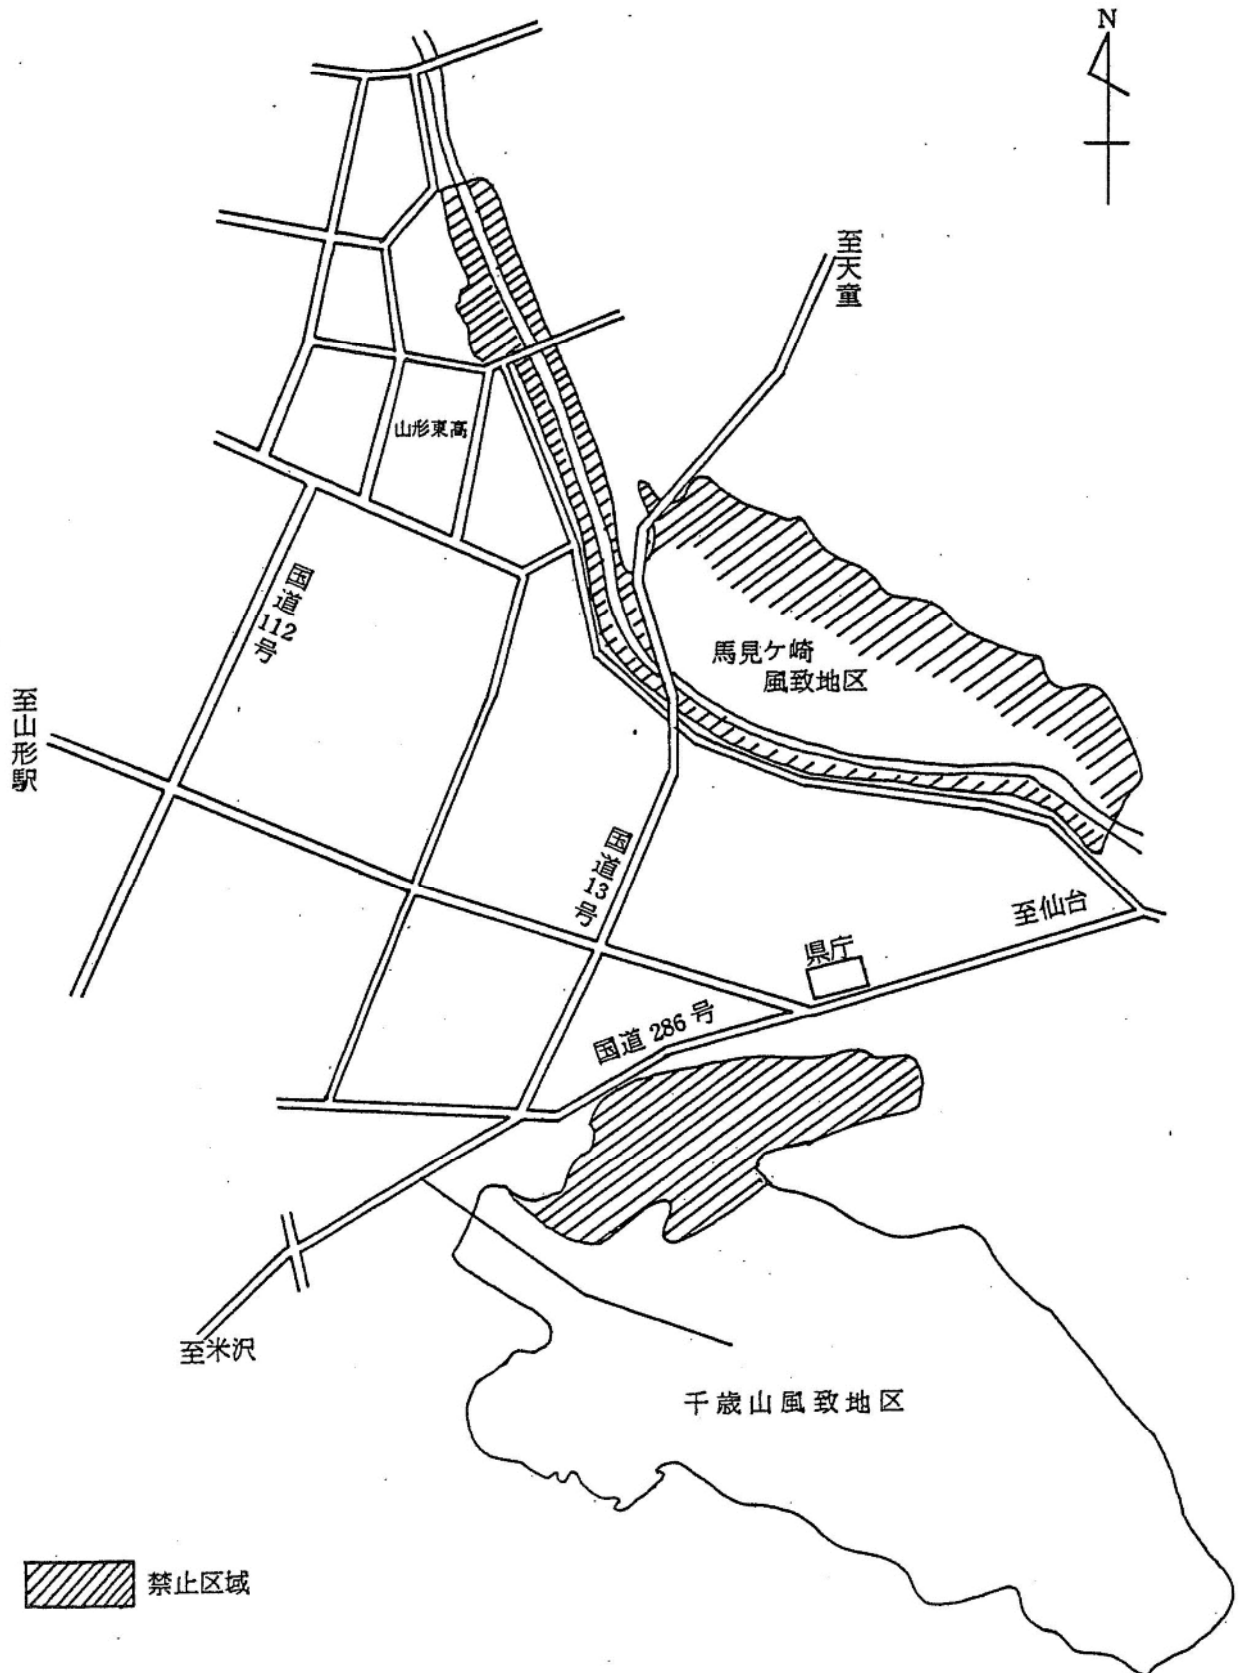 N
至天童
山形東高
国道112号
馬見ケ崎
風致地区
至山形駅
国道13号
至仙台
県庁
国道286号
至米沢
千歳山風致地区
禁止区域